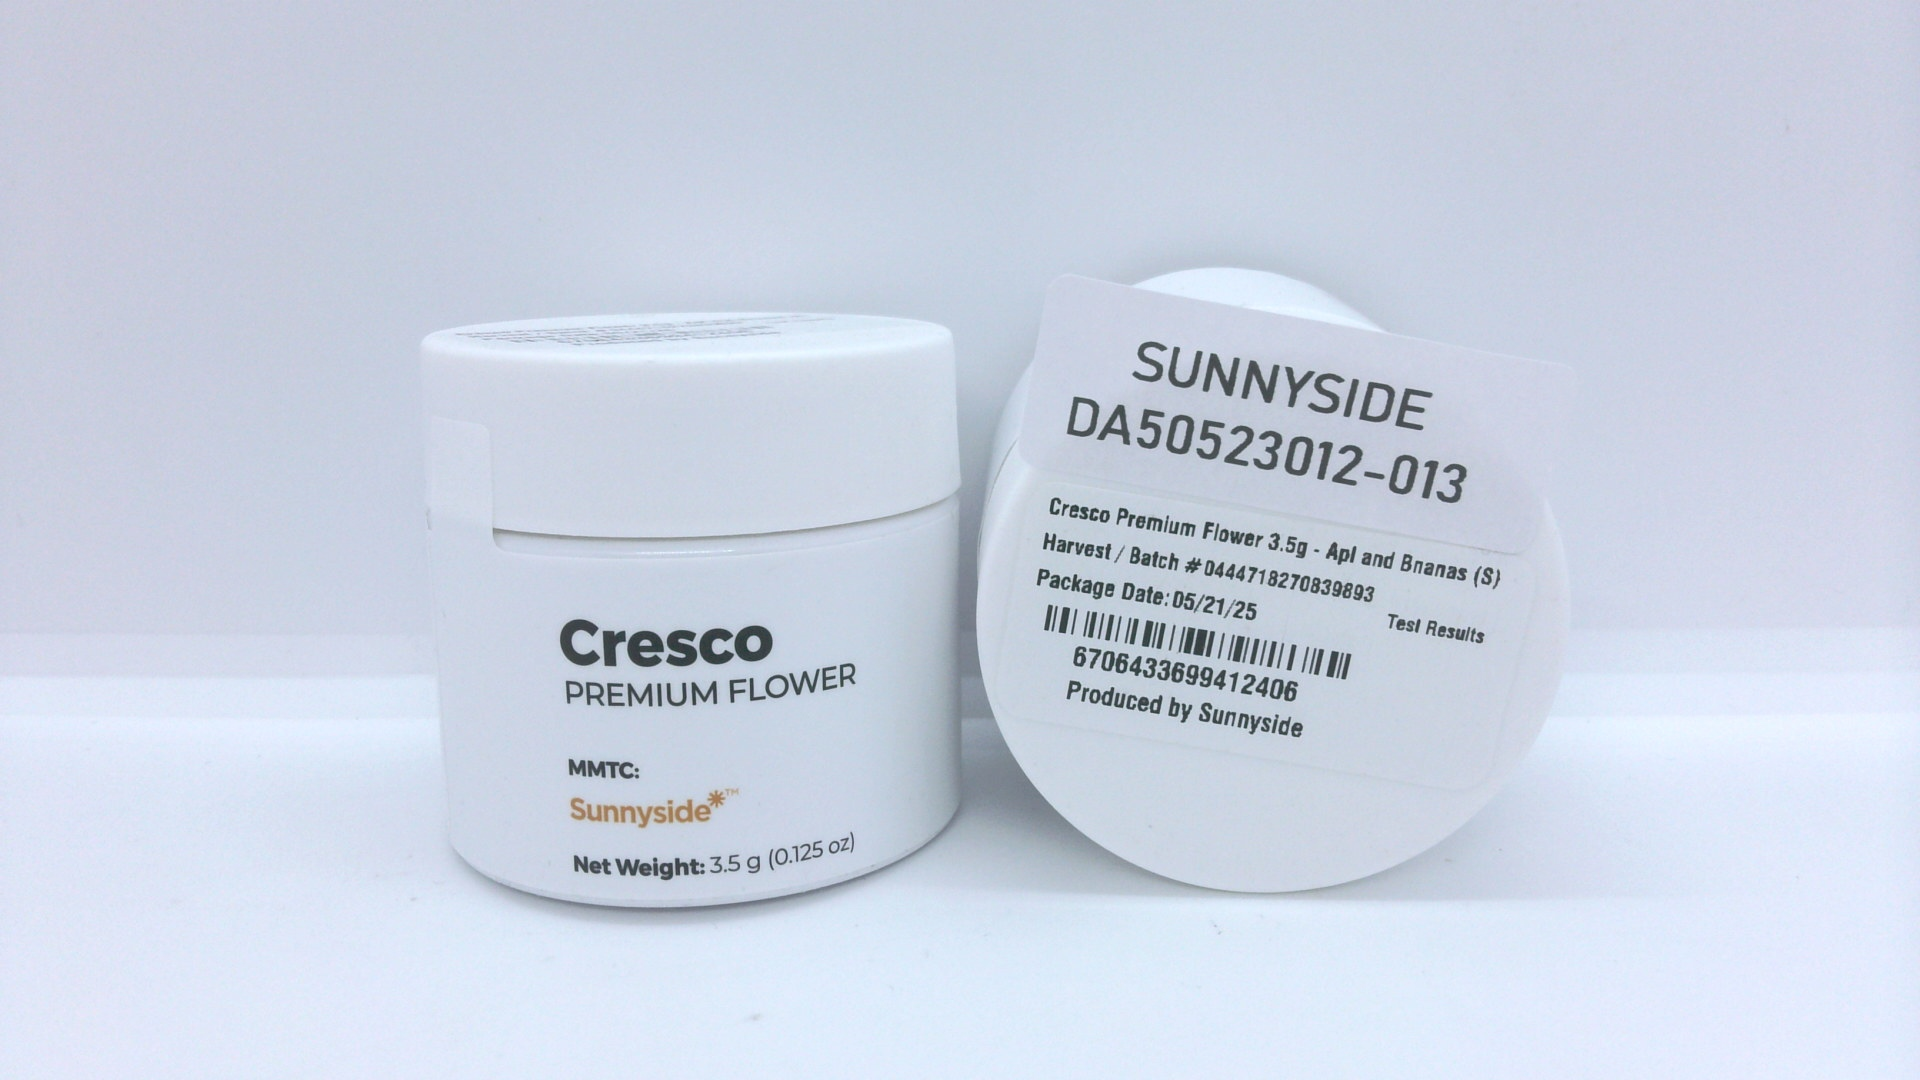 Cresco
PREMIUM FLOWER
MMTC:
Sunnyside*™
Net Weight: 3.5 g (0.125 oz)
SUNNYSIDE
DA50523012-013
Cresco Premium Flower 3.5g - Apl and Bnanas (S)
Harvest / Batch #0444718270839893
Package Date: 05/21/25
Test Results
6706433699412406
Produced by Sunnyside